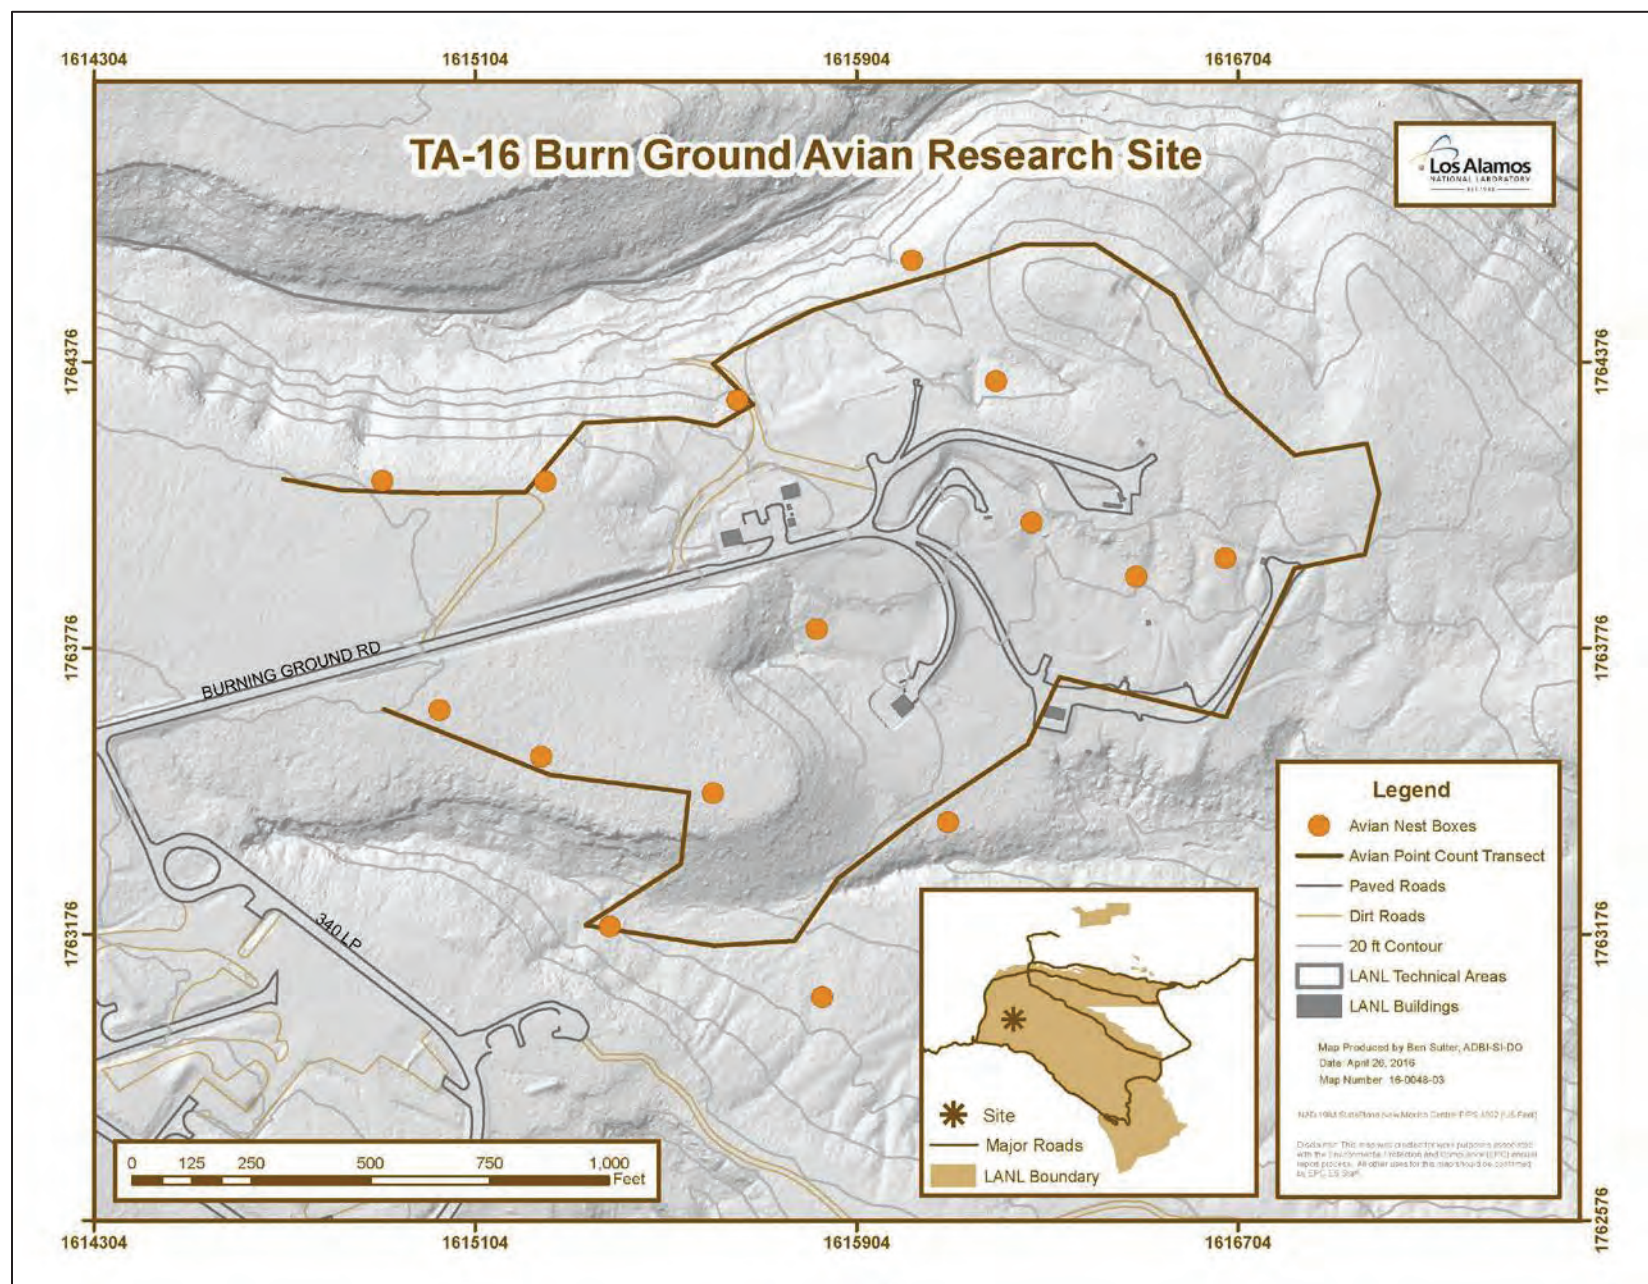 1614304 1615104 1615904 1616704
TA-16 Burn Ground Avian Research Site
Los Alamos
NATIONAL LABORATORY
1764376
1764376
BURNING GROUND RD
1763776
1763776
340 LP
1763176
1763176
Legend
Avian Nest Boxes
Avian Point Count Transect
Paved Roads
Dirt Roads
20 ft Contour
LANL Technical Areas
LANL Buildings
Map Produced by Ben Sutter, ADBI-SI-DO
Date: April 26, 2016
Map Number: 16-0048-03
Site
Major Roads
LANL Boundary
0 125 250 500 750 1,000
Feet
1762576
1614304 1615104 1615904 1616704